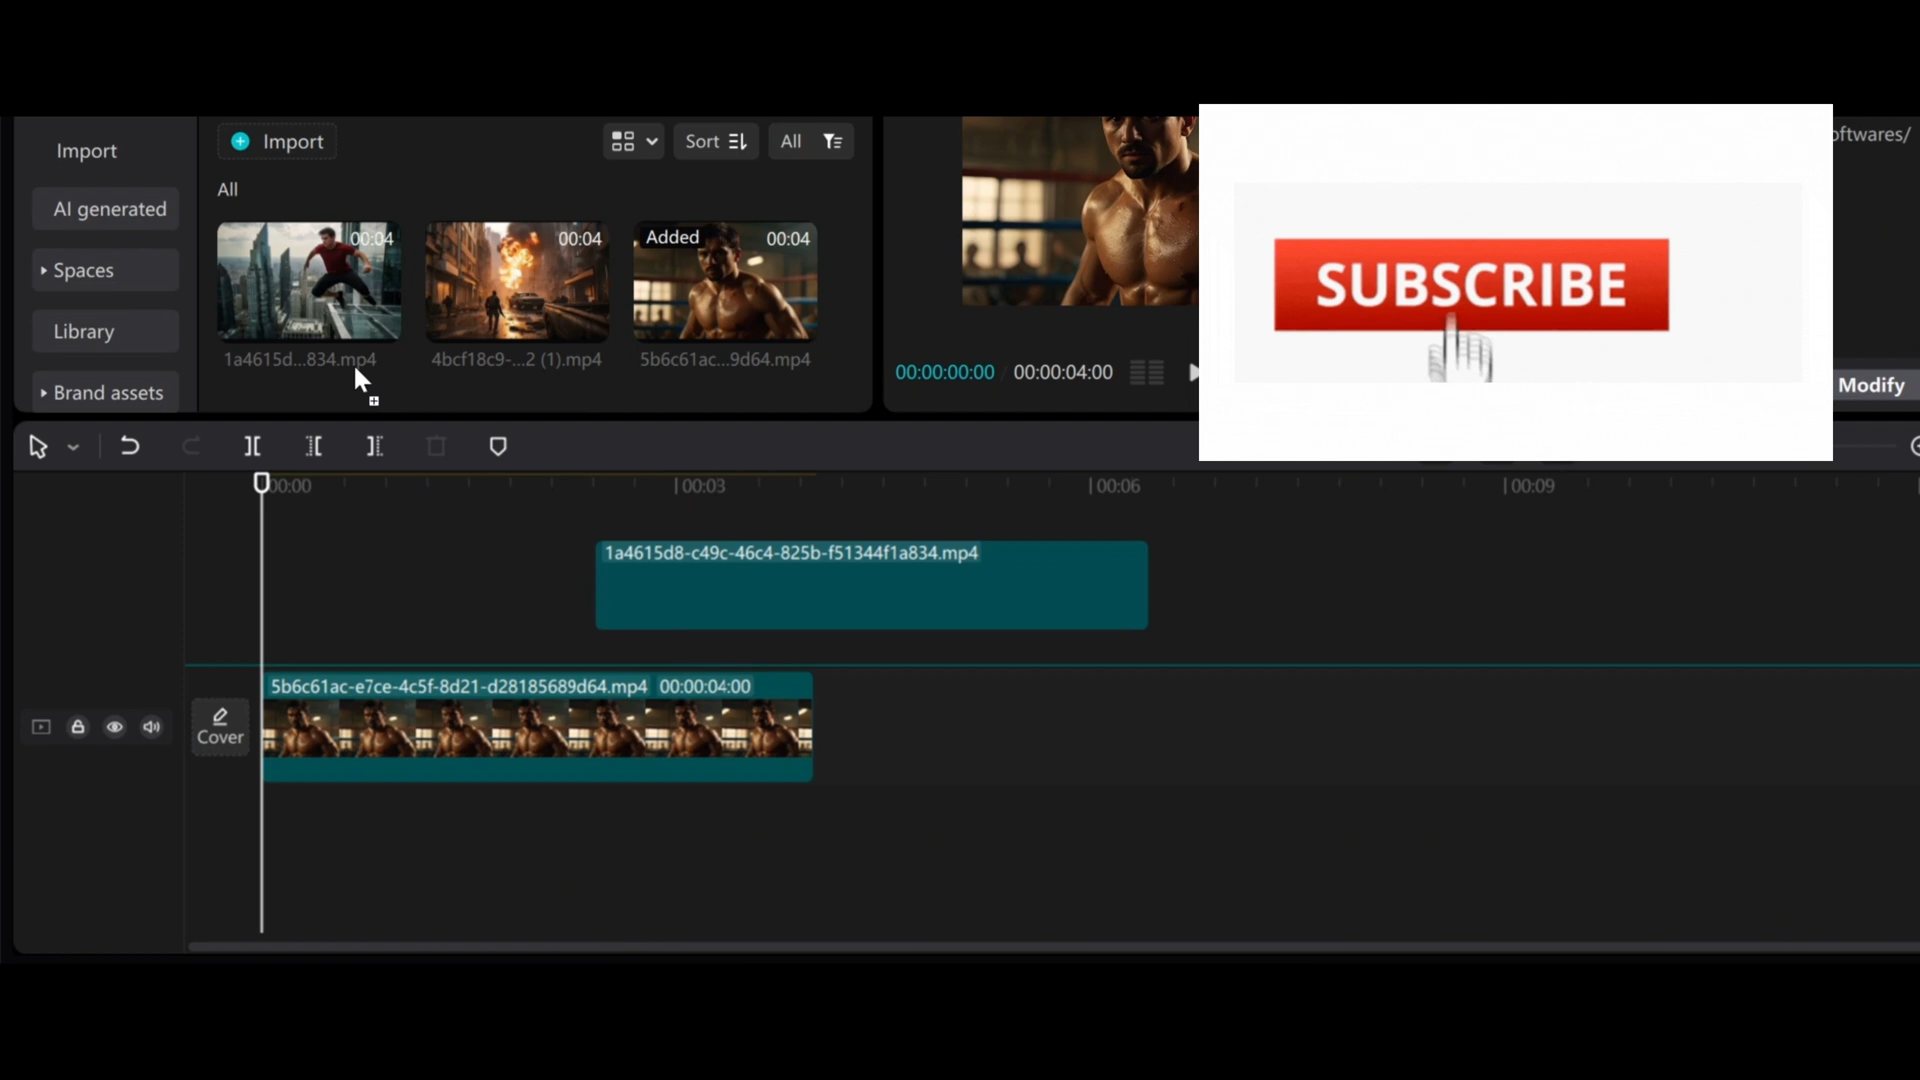 Import
AI generated
Spaces
Library
Brand assets
Import
Sort
All
All
00:04
00:04
Added
00:04
1a4615d...834.mp4
4bcf18c9-...2 (1).mp4
5b6c61ac...9d64.mp4
00:00:00:00
00:00:04:00
SUBSCRIBE
oftwares/
Modify
00:00
00:03
00:06
00:09
1a4615d8-c49c-46c4-825b-f51344f1a834.mp4
5b6c61ac-e7ce-4c5f-8d21-d28185689d64.mp4 00:00:04:00
Cover